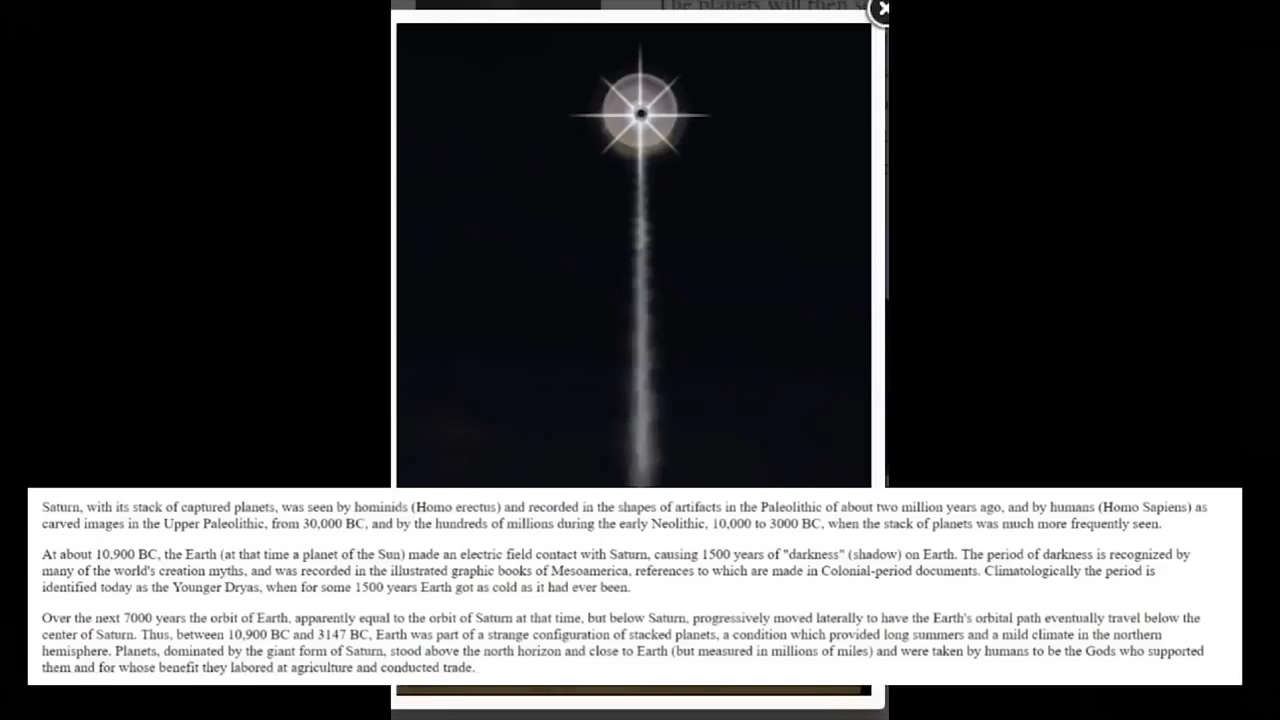 The planets will then s
Saturn, with its stack of captured planets, was seen by hominids (Homo erectus) and recorded in the shapes of artifacts in the Paleolithic of about two million years ago, and by humans (Homo Sapiens) as
carved images in the Upper Paleolithic, from 30,000 BC, and by the hundreds of millions during the early Neolithic, 10,000 to 3000 BC, when the stack of planets was much more frequently seen.
At about 10,900 BC, the Earth (at that time a planet of the Sun) made an electric field contact with Saturn, causing 1500 years of "darkness" (shadow) on Earth. The period of darkness is recognized by
many of the world's creation myths, and was recorded in the illustrated graphic books of Mesoamerica, references to which are made in Colonial-period documents. Climatologically the period is
identified today as the Younger Dryas, when for some 1500 years Earth got as cold as it had ever been.
Over the next 7000 years the orbit of Earth, apparently equal to the orbit of Saturn at that time, but below Saturn, progressively moved laterally to have the Earth's orbital path eventually travel below the
center of Saturn. Thus, between 10,900 BC and 3147 BC, Earth was part of a strange configuration of stacked planets, a condition which provided long summers and a mild climate in the northern
hemisphere. Planets, dominated by the giant form of Saturn, stood above the north horizon and close to Earth (but measured in millions of miles) and were taken by humans to be the Gods who supported
them and for whose benefit they labored at agriculture and conducted trade.